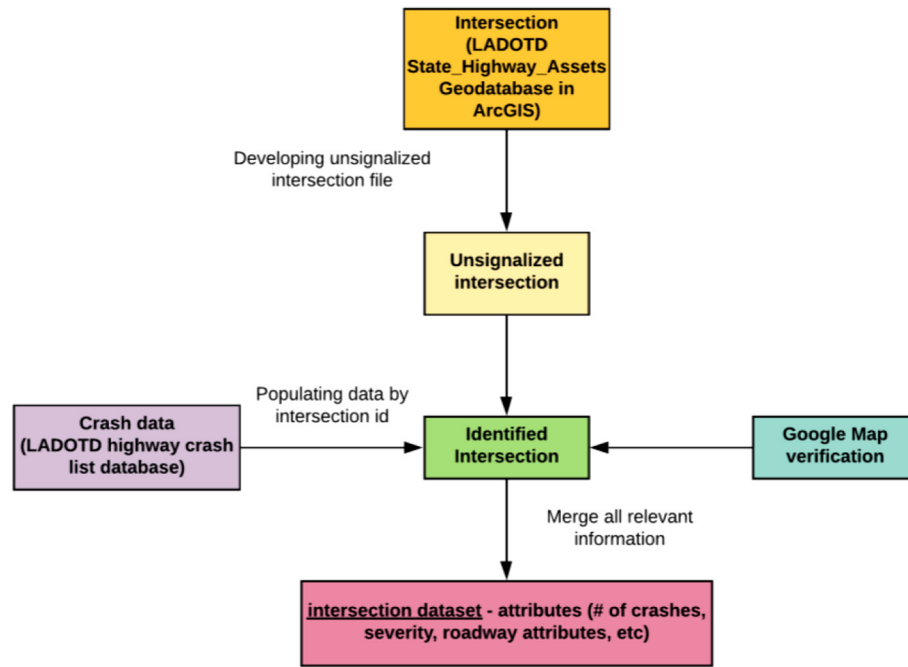 Intersection
(LADOTD
State_Highway_Assets
Geodatabase in
ArcGIS)
Developing unsignalized
intersection file
Unsignalized
intersection
Populating data by
intersection id
Crash data
(LADOTD highway crash
list database)
Identified
Intersection
Google Map
verification
Merge all relevant
information
intersection dataset - attributes (# of crashes,
severity, roadway attributes, etc)